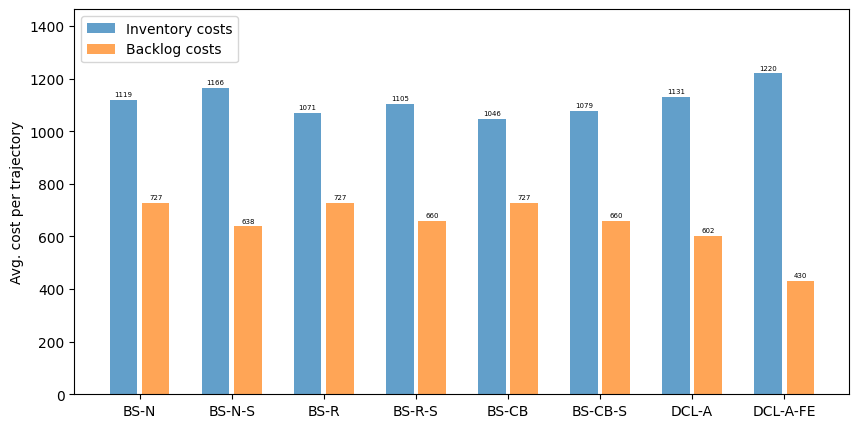 Inventory costs
Backlog costs
Avg. cost per trajectory
1400
1200
1000
800
600
400
200
0
1119
727
1166
638
1071
727
1105
660
1046
727
1079
660
1131
602
1220
430
BS-N
BS-N-S
BS-R
BS-R-S
BS-CB
BS-CB-S
DCL-A
DCL-A-FE